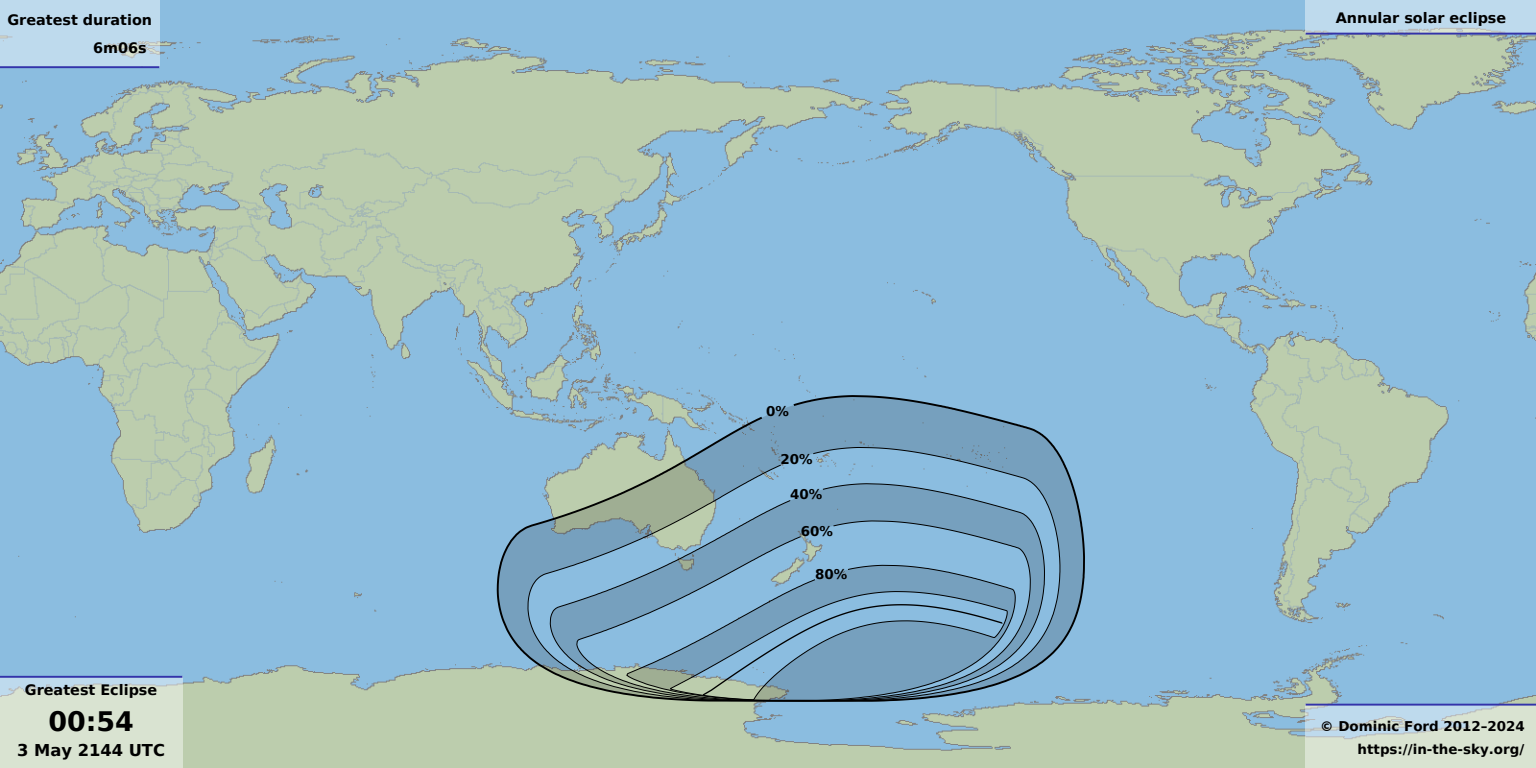 Greatest duration
6m06s
Annular solar eclipse
0%
20%
40%
60%
80%
Greatest Eclipse
00:54
3 May 2144 UTC
© Dominic Ford 2012–2024
https://in-the-sky.org/